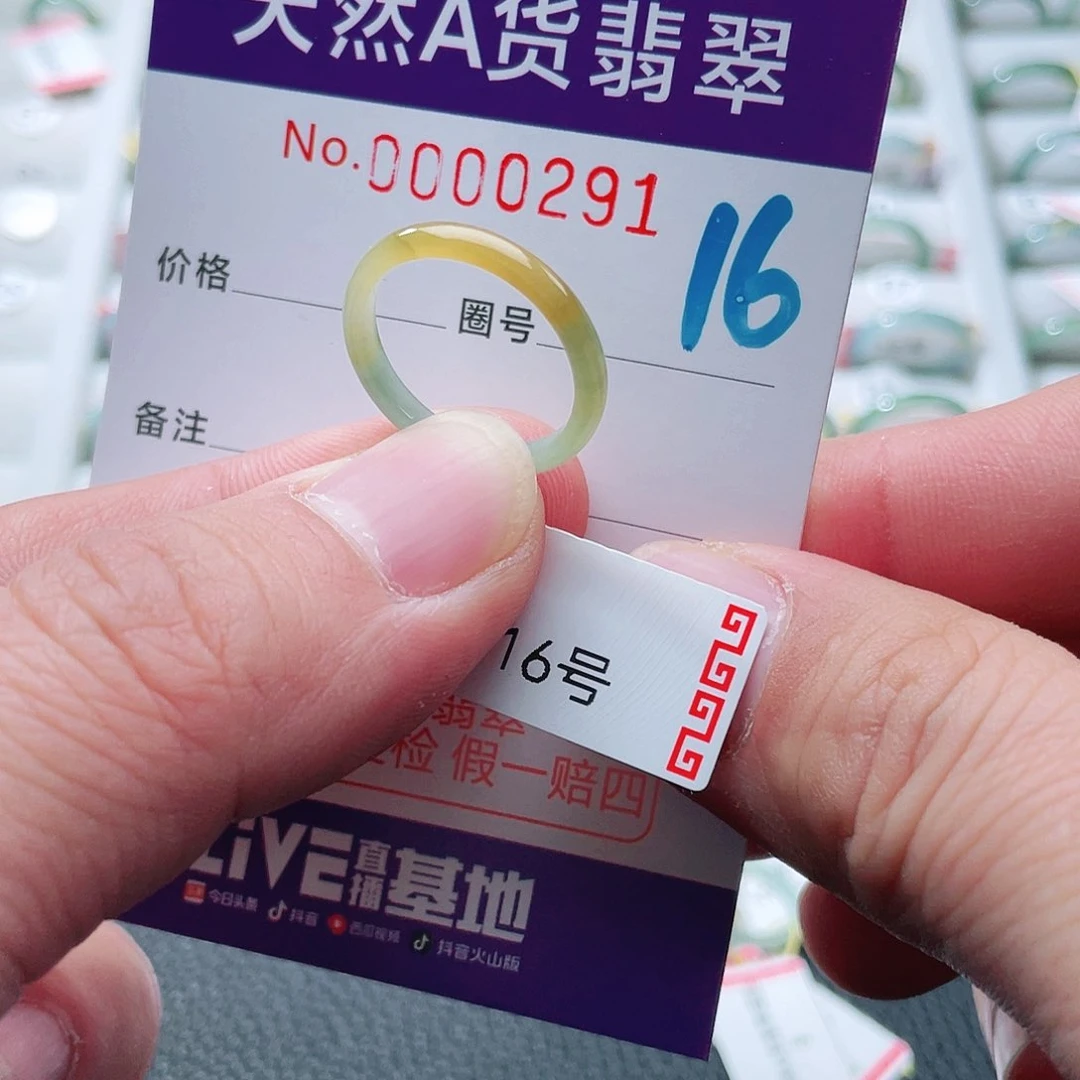 天然A货翡翠
No.0000291
16
价格
圈号
备注
16号
翡翠
检 假一赔四
LIVE直播基地
今日头条 抖音 西瓜视频 抖音火山版